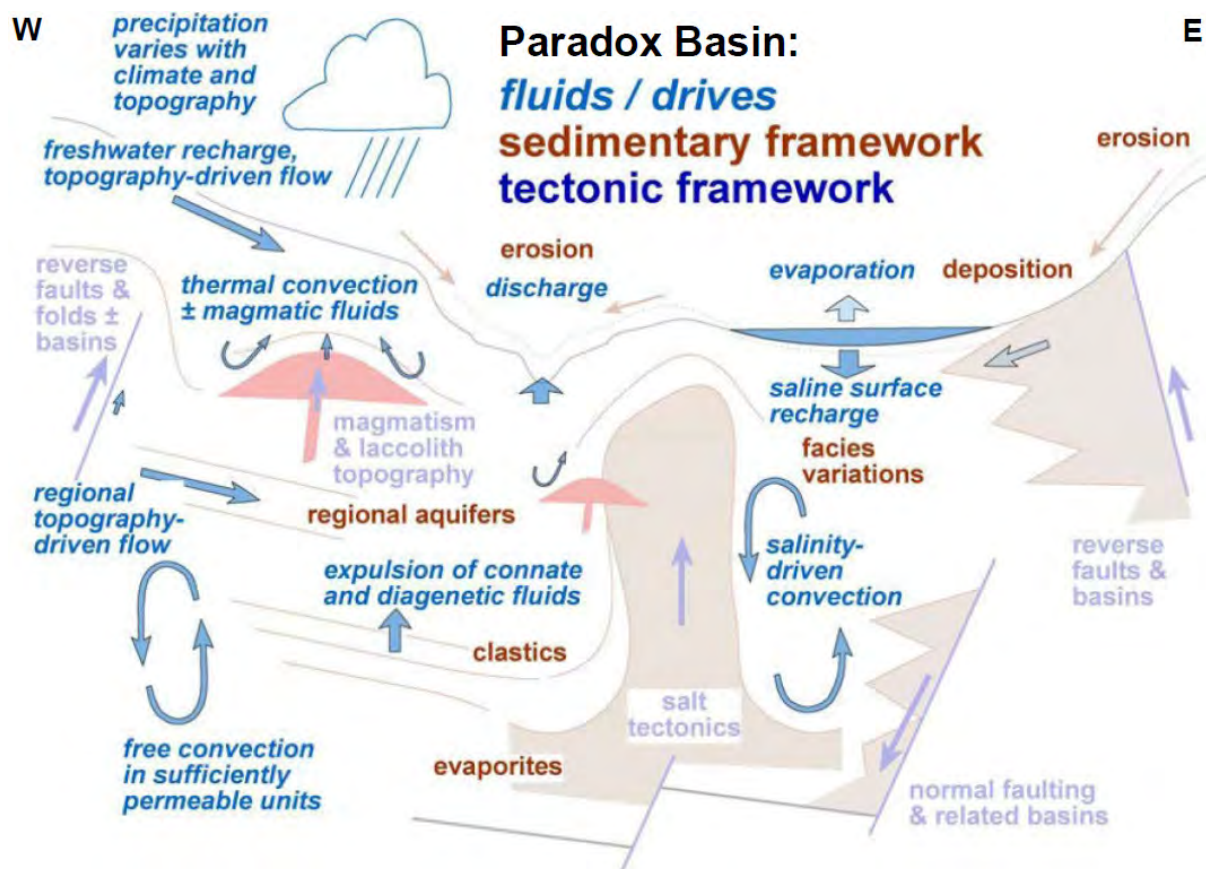 W
E
precipitation
varies with
climate and
topography
Paradox Basin:
fluids / drives
sedimentary framework
tectonic framework
erosion
freshwater recharge,
topography-driven flow
erosion
discharge
evaporation
deposition
reverse
faults &
folds ±
basins
thermal convection
± magmatic fluids
saline surface
recharge
magmatism
& laccolith
topography
facies
variations
regional
topography-
driven flow
regional aquifers
salinity-
driven
convection
reverse
faults &
basins
expulsion of connate
and diagenetic fluids
clastics
salt
tectonics
free convection
in sufficiently
permeable units
evaporites
normal faulting
& related basins